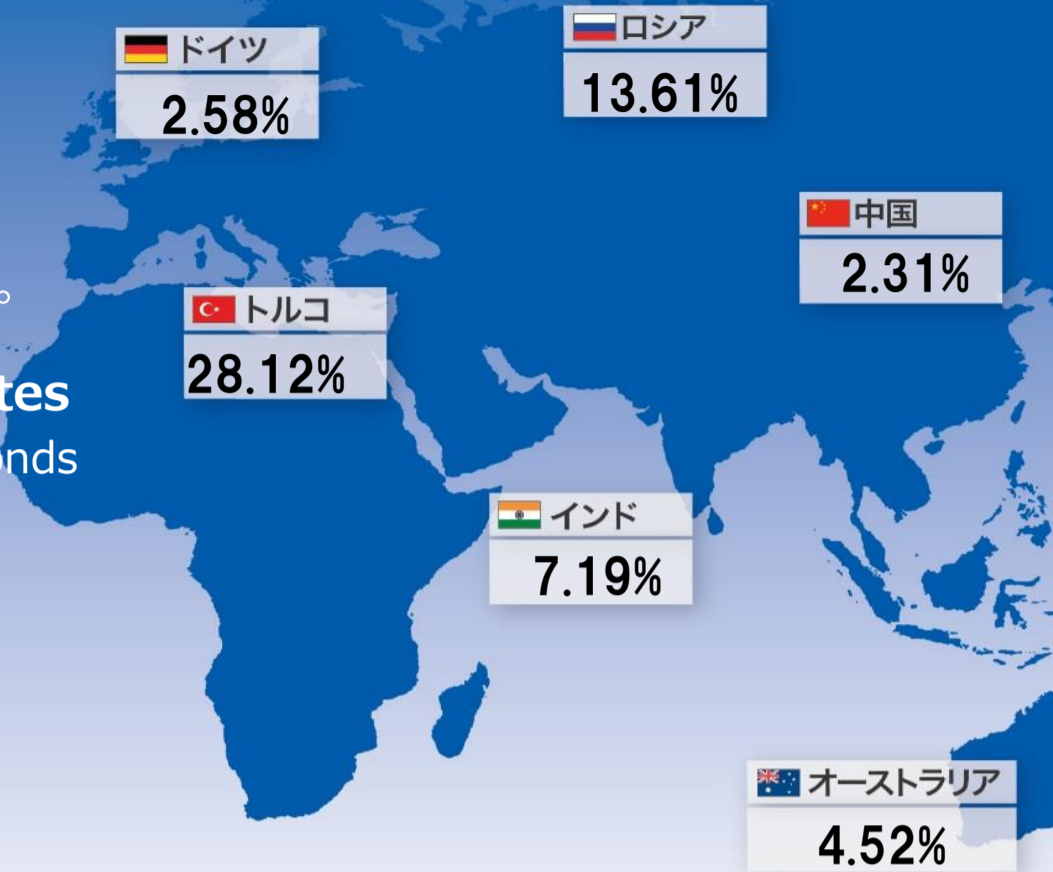 ドイツ
2.58%
ロシア
13.61%
中国
2.31%
。
トルコ
28.12%
tes
onds
インド
7.19%
オーストラリア
4.52%